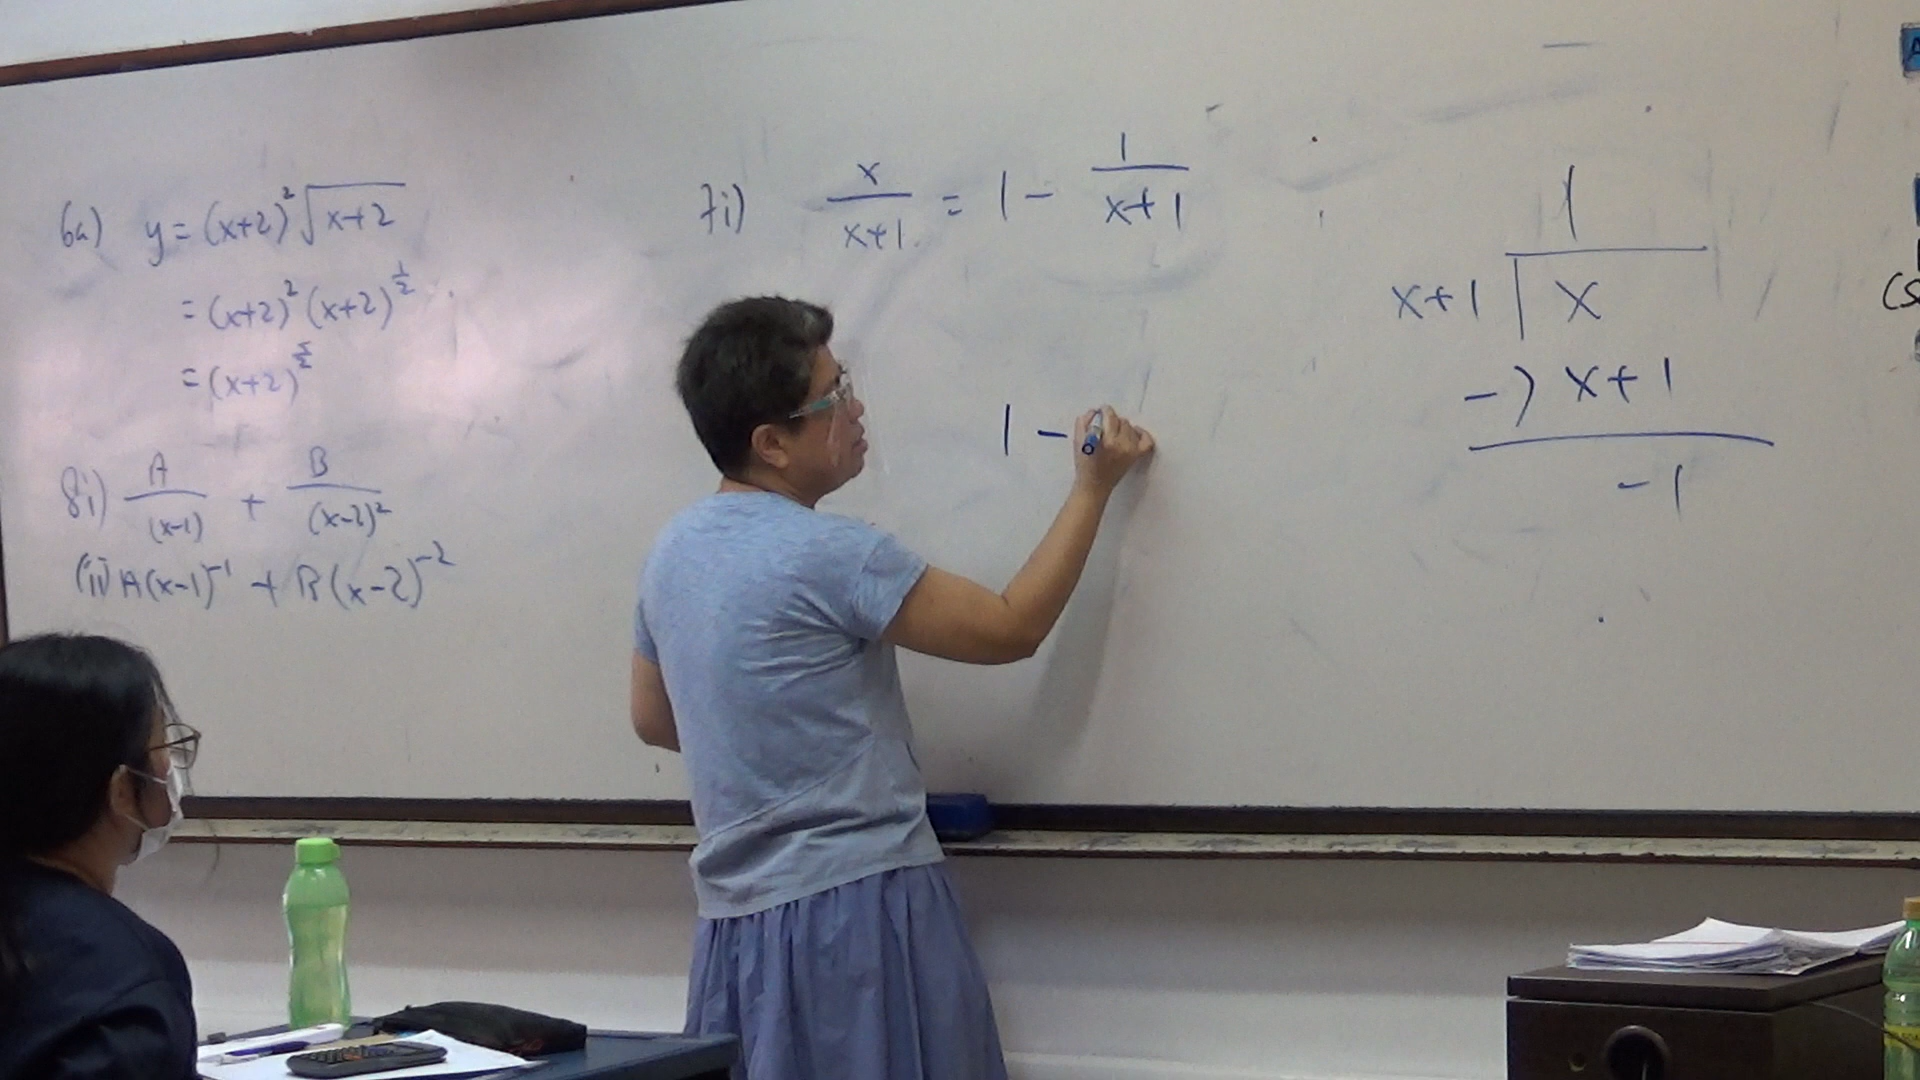 6a) y = (x+2)² √(x+2)
= (x+2)² (x+2)^(1/2)
= (x+2)^(5/2)
8i) A/(x-1) + B/(x-2)²
(ii) A(x-1)⁻¹ + B(x-2)⁻²
7i) x/(x+1) = 1 - 1/(x+1)
1 -
1
x+1 | x
-) x+1
-1